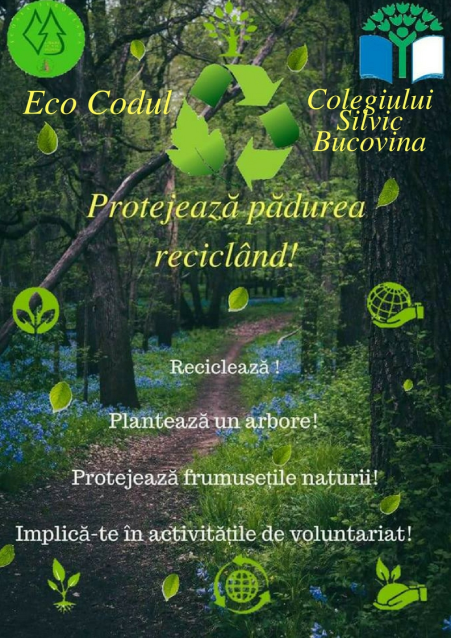 Eco Codul
Colegiului
Silvic
Bucovina
Protejează pădurea
reciclând!
Reciclează !
Plantează un arbore!
Protejează frumusețile naturii!
Implică-te în activitățile de voluntariat!